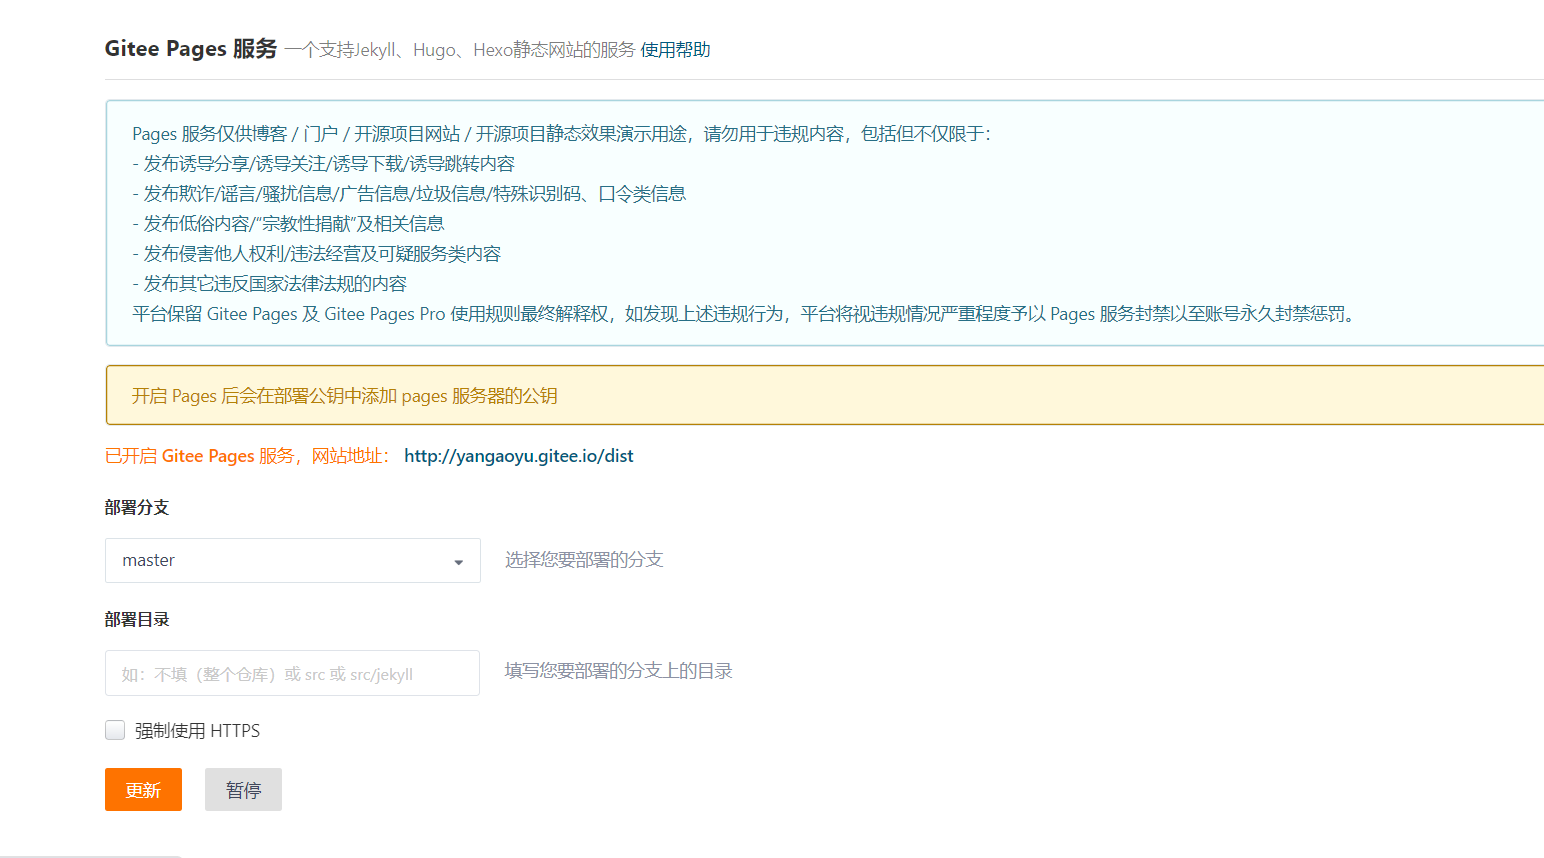 Gitee Pages 服务 一个支持Jekyll、Hugo、Hexo静态网站的服务 使用帮助
Pages 服务仅供博客 / 门户 / 开源项目网站 / 开源项目静态效果演示用途，请勿用于违规内容，包括但不仅限于：
- 发布诱导分享/诱导关注/诱导下载/诱导跳转内容
- 发布欺诈/谣言/骚扰信息/广告信息/垃圾信息/特殊识别码、口令类信息
- 发布低俗内容/“宗教性捐献”及相关信息
- 发布侵害他人权利/违法经营及可疑服务类内容
- 发布其它违反国家法律法规的内容
平台保留 Gitee Pages 及 Gitee Pages Pro 使用规则最终解释权，如发现上述违规行为，平台将视违规情况严重程度予以 Pages 服务封禁以至账号永久封禁惩罚。
开启 Pages 后会在部署公钥中添加 pages 服务器的公钥
已开启 Gitee Pages 服务，网站地址： http://yangaoyu.gitee.io/dist
部署分支
master 选择您要部署的分支
部署目录
如：不填（整个仓库）或 src 或 src/jekyll 填写您要部署的分支上的目录
强制使用 HTTPS
更新 暂停